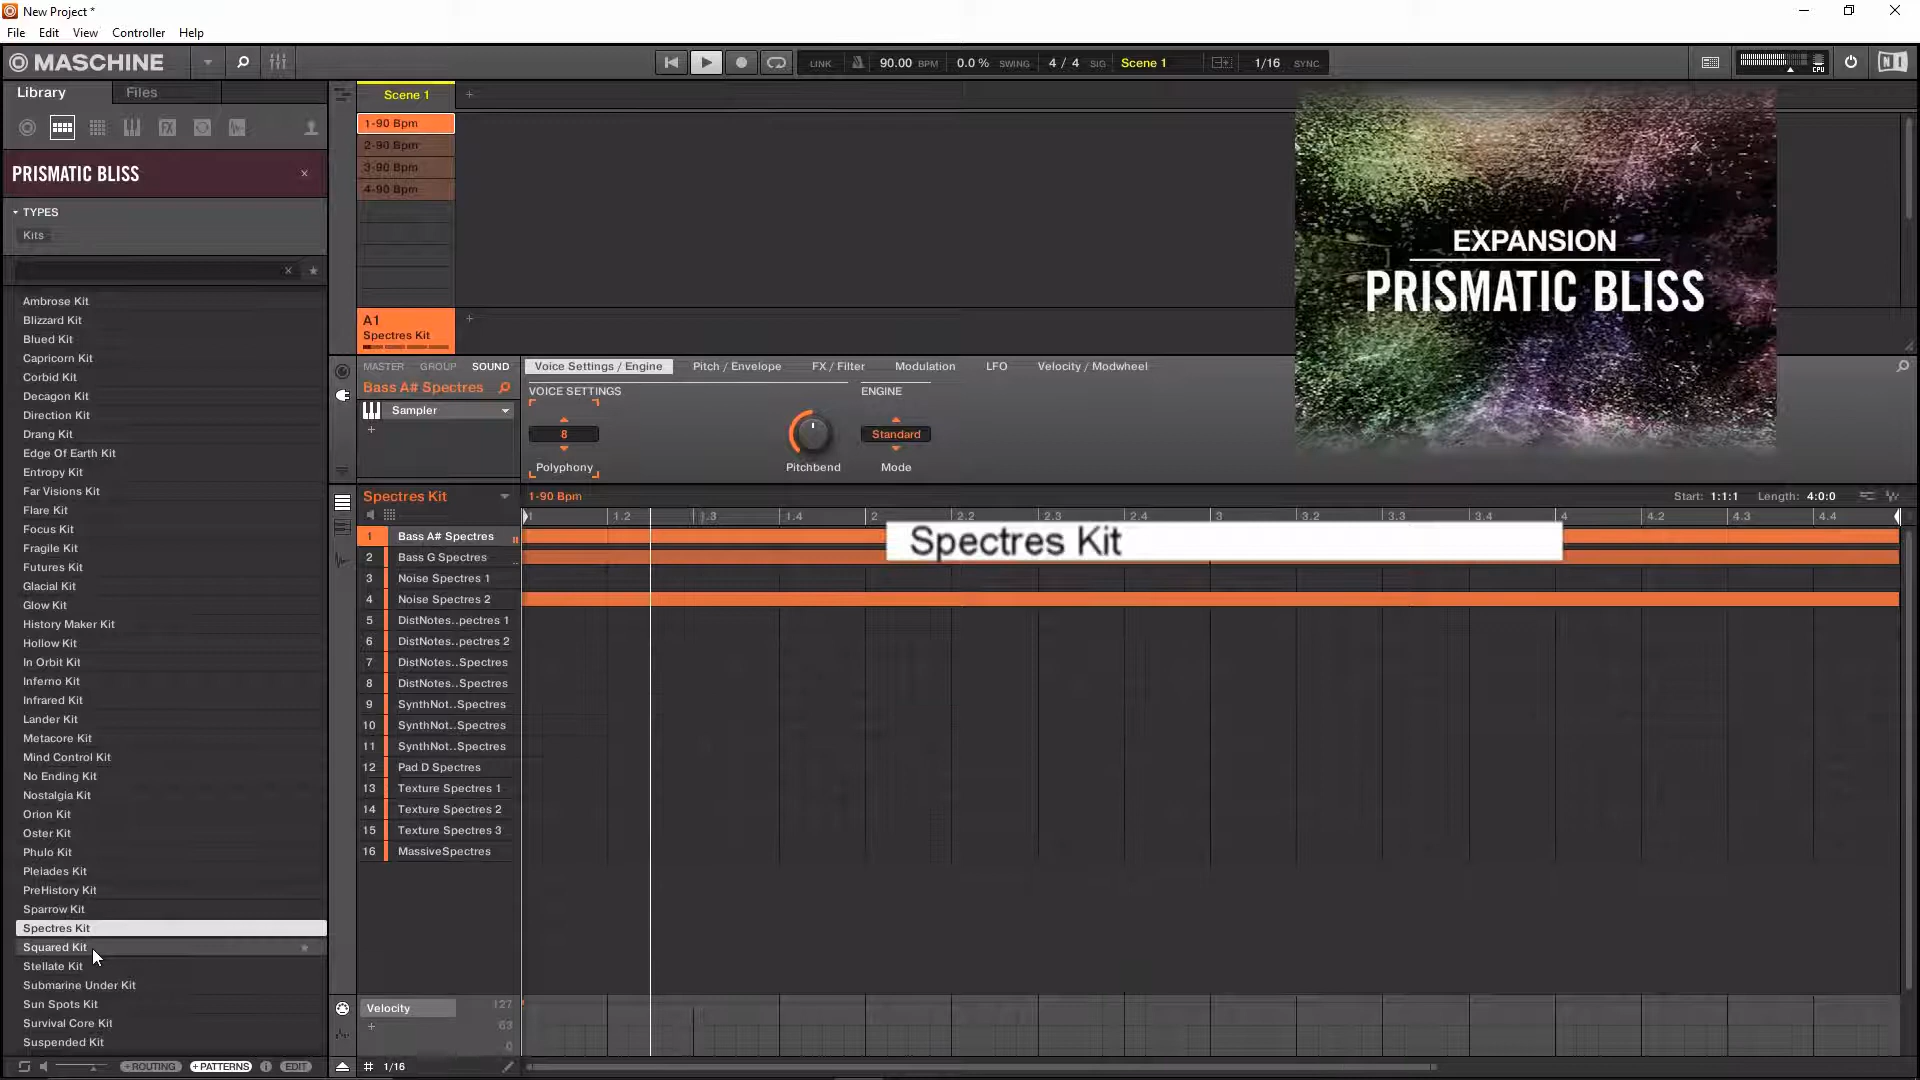 New Project *
File Edit View Controller Help
MASCHINE
LINK 90.00 BPM 0.0 % SWING 4 / 4 SIG Scene 1 1/16 SYNC
CPU
Library Files
Scene 1
FX
1-90 Bpm
2-90 Bpm
3-90 Bpm
4-90 Bpm
PRISMATIC BLISS
TYPES
Kits
EXPANSION
PRISMATIC BLISS
Ambrose Kit
Blizzard Kit
Blued Kit
Capricorn Kit
Corbid Kit
Decagon Kit
Direction Kit
Drang Kit
Edge Of Earth Kit
Entropy Kit
Far Visions Kit
Flare Kit
Focus Kit
Fragile Kit
Futures Kit
Glacial Kit
Glow Kit
History Maker Kit
Hollow Kit
In Orbit Kit
Inferno Kit
Infrared Kit
Lander Kit
Metacore Kit
Mind Control Kit
No Ending Kit
Nostalgia Kit
Orion Kit
Oster Kit
Phulo Kit
Pleiades Kit
PreHistory Kit
Sparrow Kit
Spectres Kit
Squared Kit
Stellate Kit
Submarine Under Kit
Sun Spots Kit
Survival Core Kit
Suspended Kit
+ROUTING +PATTERNS EDIT
A1
Spectres Kit
MASTER GROUP SOUND
Bass A# Spectres
Sampler
Voice Settings / Engine Pitch / Envelope FX / Filter Modulation LFO Velocity / Modwheel
VOICE SETTINGS ENGINE
8 Standard
Polyphony Pitchbend Mode
Spectres Kit 1-90 Bpm Start: 1:1:1 Length: 4:0:0
1 1.2 1.3 1.4 2 2.2 2.3 2.4 3 3.2 3.3 3.4 4 4.2 4.3 4.4
Spectres Kit
1 Bass A# Spectres
2 Bass G Spectres
3 Noise Spectres 1
4 Noise Spectres 2
5 DistNotes..pectres 1
6 DistNotes..pectres 2
7 DistNotes..Spectres
8 DistNotes..Spectres
9 SynthNot..Spectres
10 SynthNot..Spectres
11 SynthNot..Spectres
12 Pad D Spectres
13 Texture Spectres 1
14 Texture Spectres 2
15 Texture Spectres 3
16 MassiveSpectres
Velocity 127
63
0
1/16